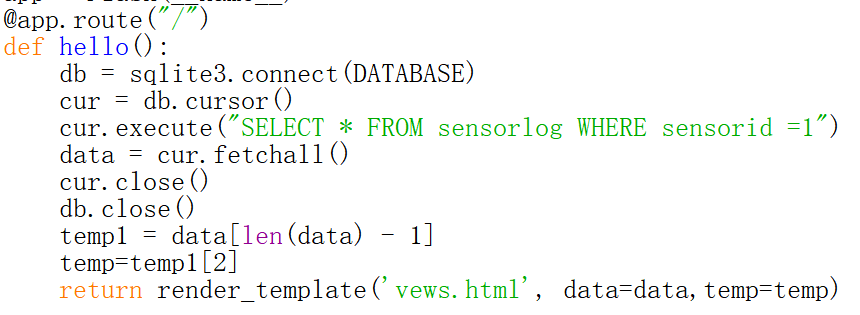 @app.route("/")
def hello():
    db = sqlite3.connect(DATABASE)
    cur = db.cursor()
    cur.execute("SELECT * FROM sensorlog WHERE sensorid =1")
    data = cur.fetchall()
    cur.close()
    db.close()
    temp1 = data[len(data) - 1]
    temp=temp1[2]
    return render_template('vews.html', data=data,temp=temp)